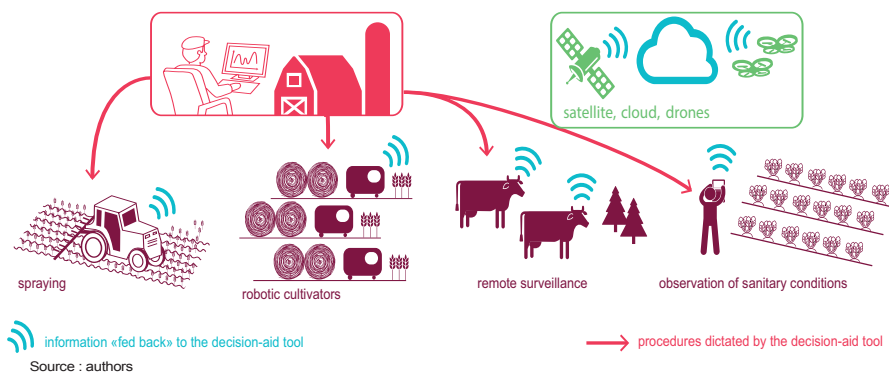 satellite, cloud, drones
spraying
robotic cultivators
remote surveillance
observation of sanitary conditions
information «fed back» to the decision-aid tool
procedures dictated by the decision-aid tool
Source : authors